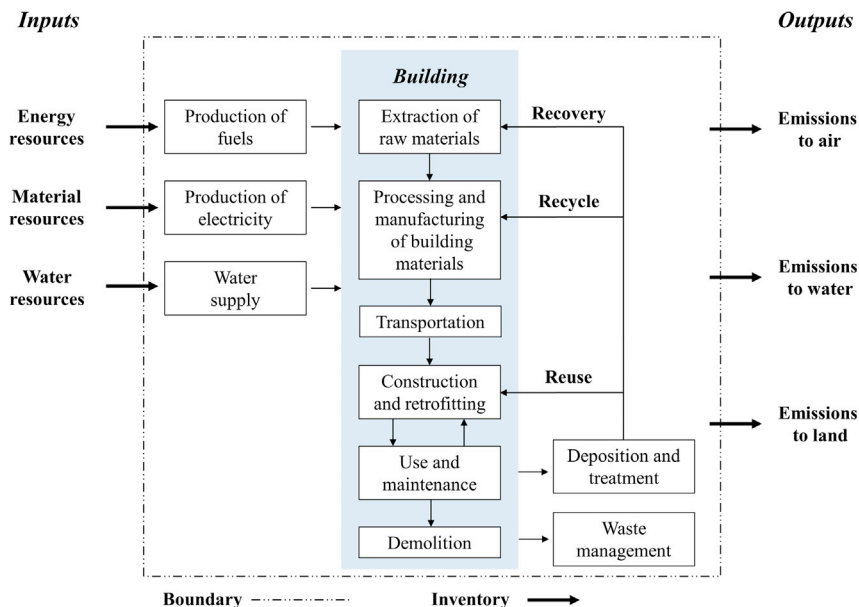 Inputs
Outputs
Building
Energy
resources
Production of
fuels
Extraction of
raw materials
Recovery
Emissions
to air
Material
resources
Production of
electricity
Processing and
manufacturing
of building
materials
Recycle
Water
resources
Water
supply
Emissions
to water
Transportation
Construction
and retrofitting
Reuse
Emissions
to land
Use and
maintenance
Deposition and
treatment
Demolition
Waste
management
Boundary
Inventory